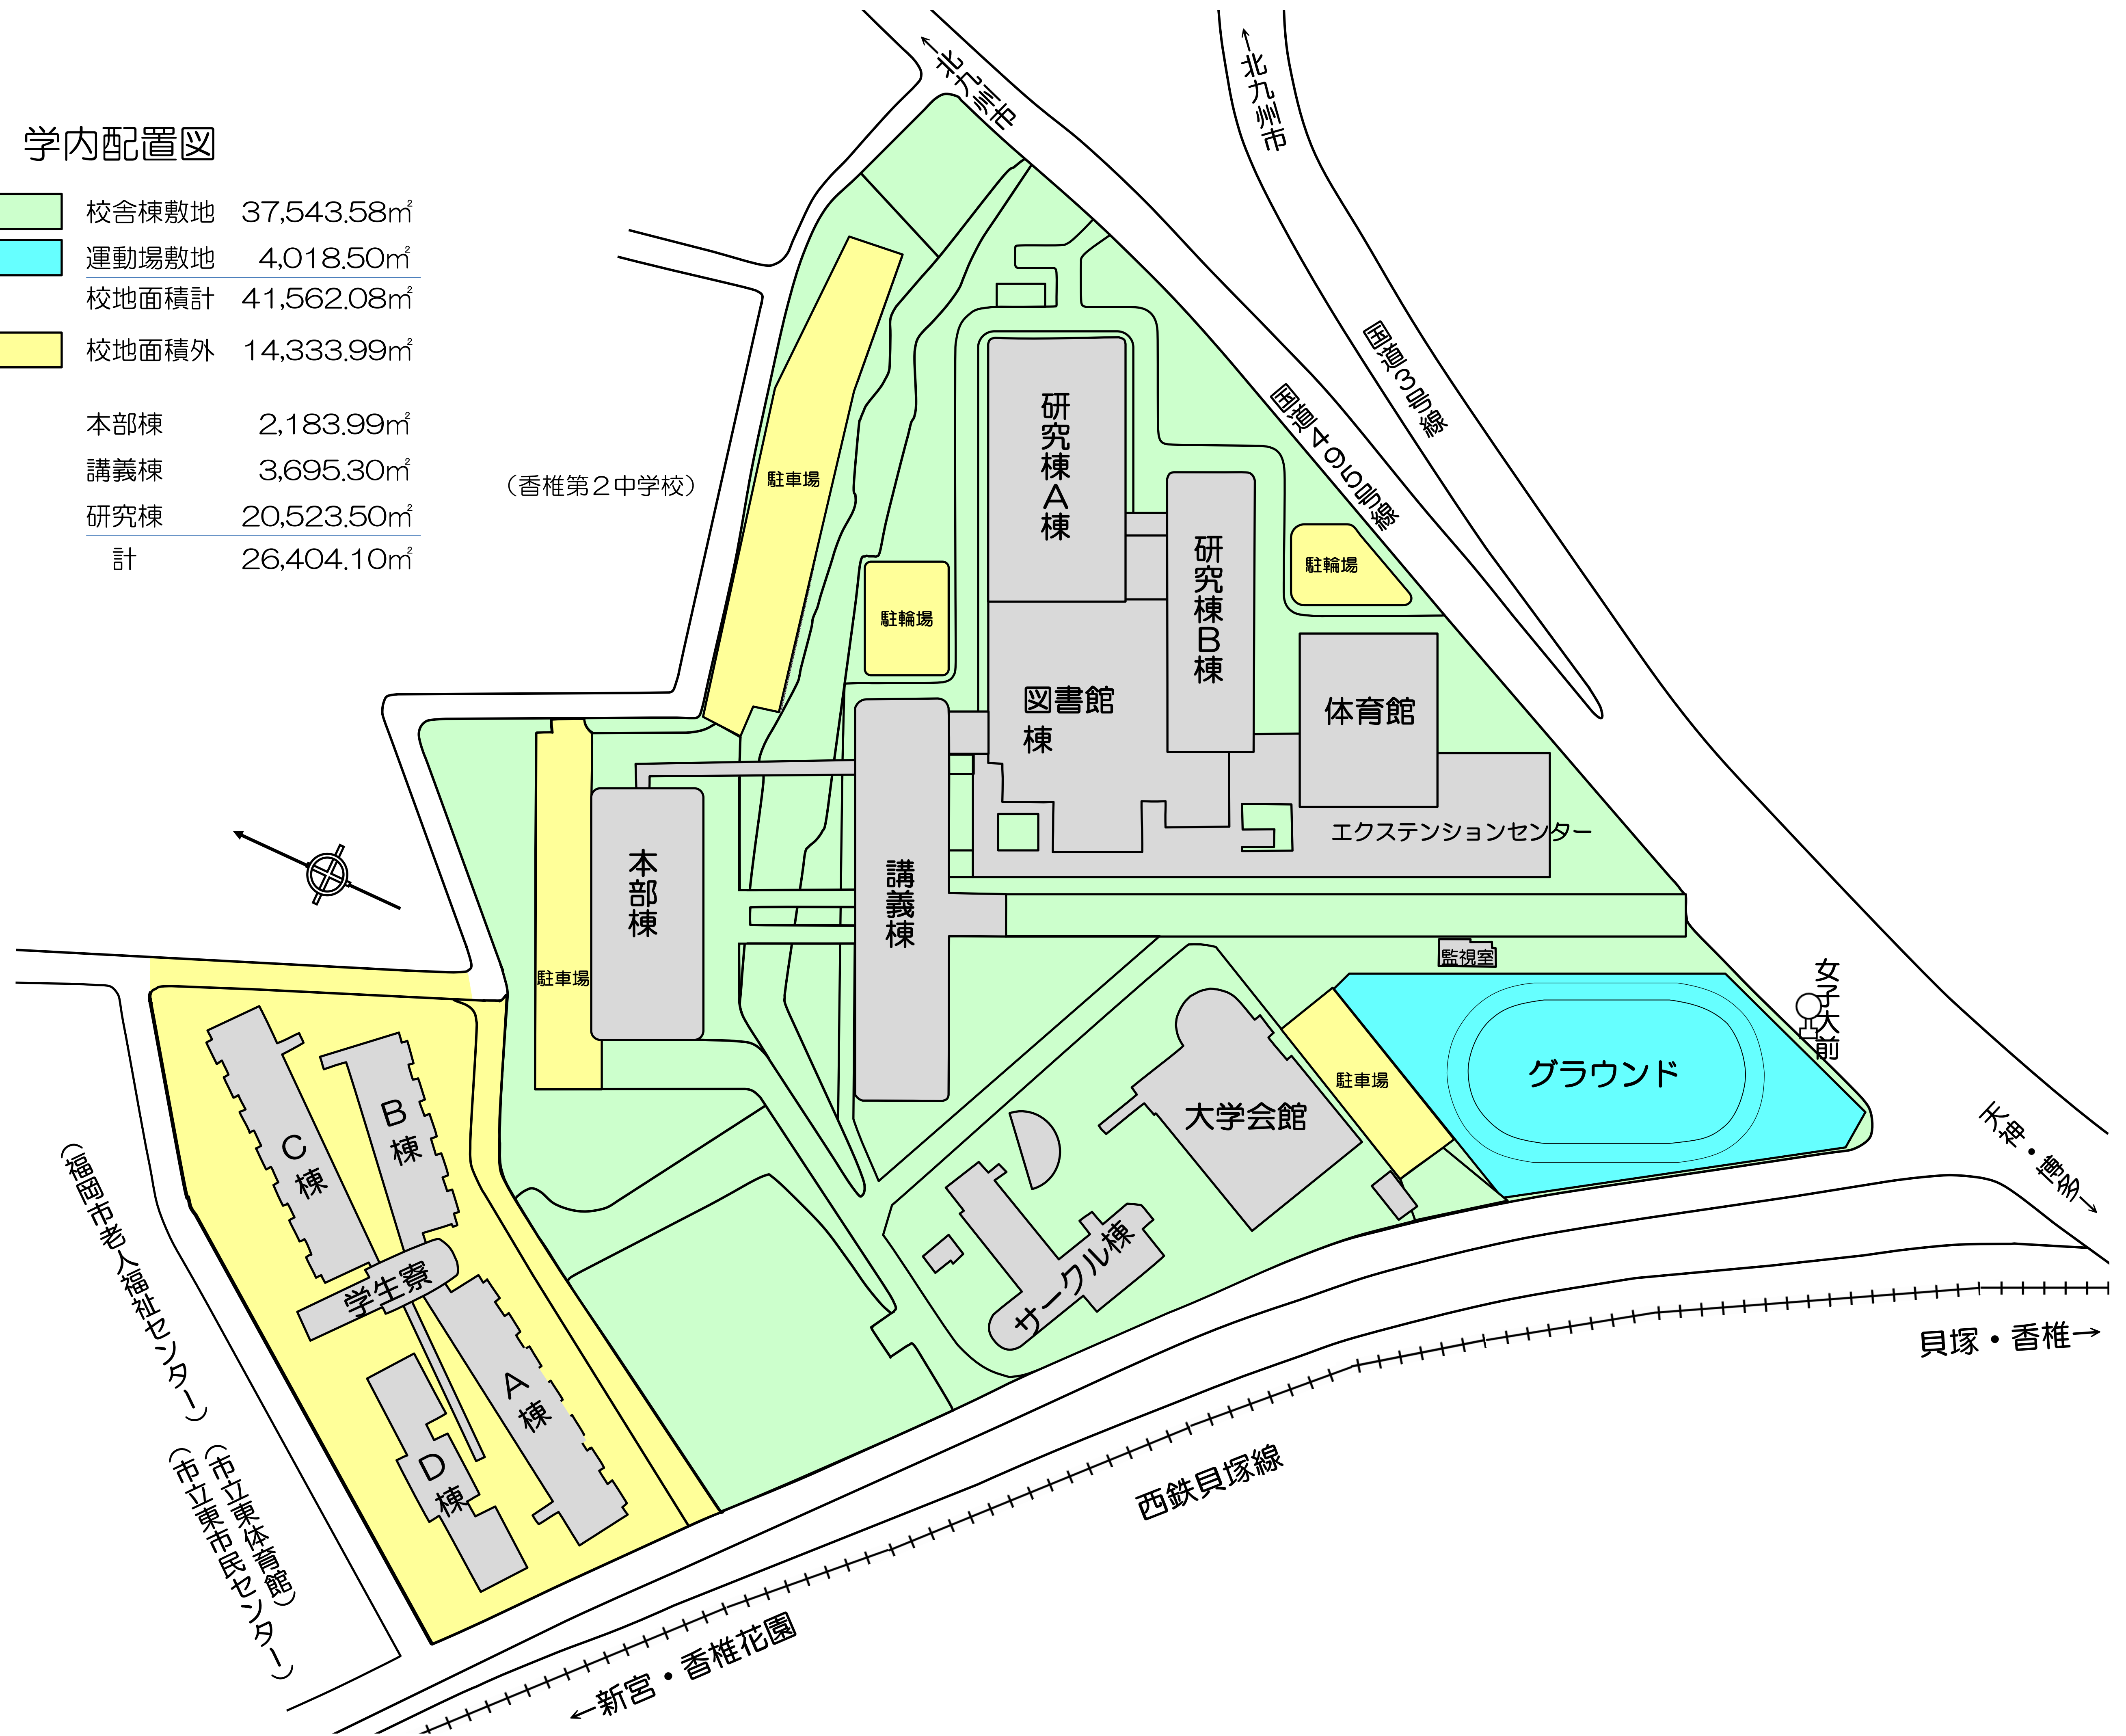 学内配置図
校舎棟敷地 37,543.58㎡
運動場敷地 4,018.50㎡
校地面積計 41,562.08㎡
校地面積外 14,333.99㎡
本部棟 2,183.99㎡
講義棟 3,695.30㎡
研究棟 20,523.50㎡
計 26,404.10㎡
←北九州市
←北九州市
国道3号線
国道495号線
(香椎第2中学校)
駐車場
研究棟A棟
研究棟B棟
駐輪場
駐輪場
図書館
棟
体育館
エクステンションセンター
本部棟
講義棟
駐車場
監視室
女子大前
グラウンド
駐車場
大学会館
サークル棟
C棟
B棟
学生寮
A棟
D棟
(福岡市老人福祉センター)
(市立東体育館)
(市立東市民センター)
天神・博多→
貝塚・香椎→
西鉄貝塚線
←新宮・香椎花園